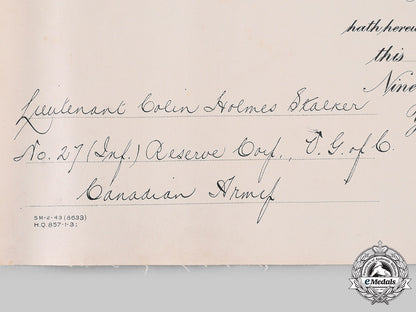 hath hereu
this
Nine
Lieutenant Colin Holmes Stalker
No. 27 (Inf.) Reserve Coy., V.G. of C.
Canadian Army
5M-2-43 (8633)
H.Q. 857-1-3;
eMedals